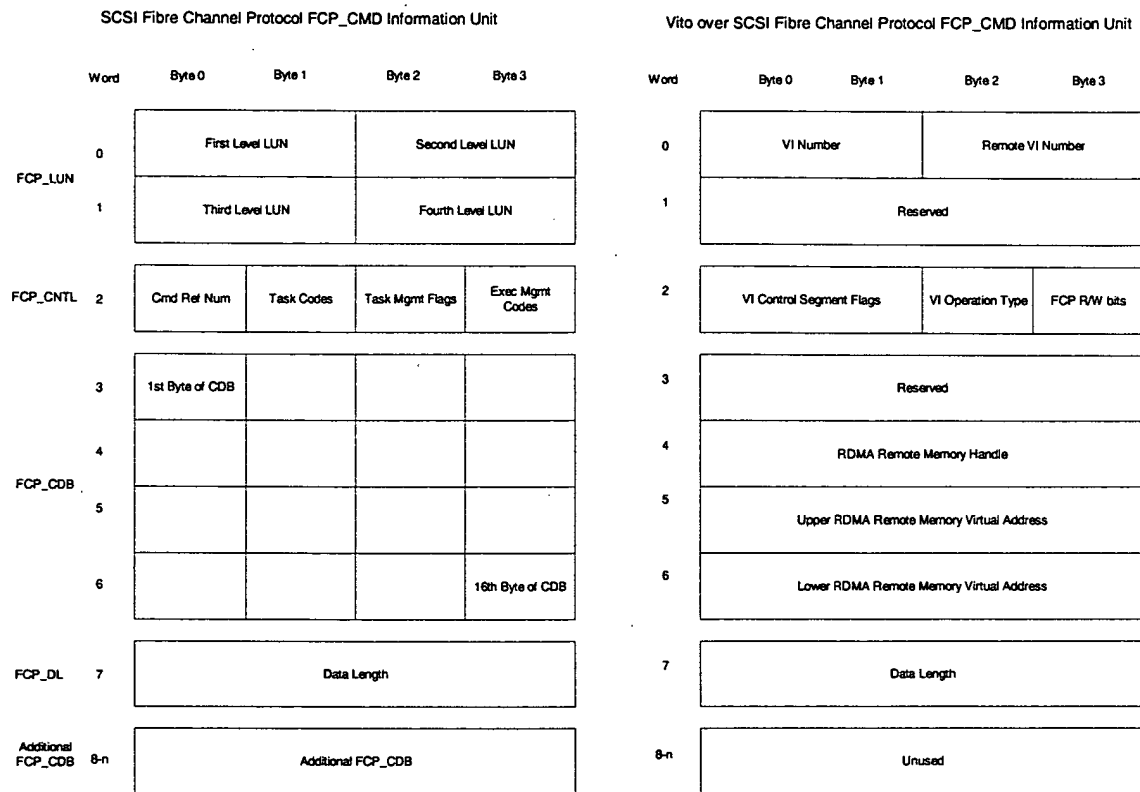 SCSI Fibre Channel Protocol FCP_CMD Information Unit
Word Byte 0 Byte 1 Byte 2 Byte 3
FCP_LUN
0 First Level LUN Second Level LUN
1 Third Level LUN Fourth Level LUN
FCP_CNTL 2 Cmd Ref Num Task Codes Task Mgmt Flags Exec Mgmt
Codes
FCP_CDB
3 1st Byte of CDB
4
5
6 16th Byte of CDB
FCP_DL 7 Data Length
Additional
FCP_CDB 8-n Additional FCP_CDB
Vito over SCSI Fibre Channel Protocol FCP_CMD Information Unit
Word Byte 0 Byte 1 Byte 2 Byte 3
0 VI Number Remote VI Number
1 Reserved
2 VI Control Segment Flags VI Operation Type FCP R/W bits
3 Reserved
4 RDMA Remote Memory Handle
5 Upper RDMA Remote Memory Virtual Address
6 Lower RDMA Remote Memory Virtual Address
7 Data Length
8-n Unused